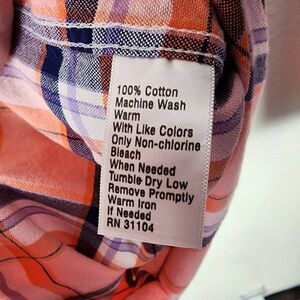 100% Cotton
Machine Wash
Warm
With Like Colors
Only Non-chlorine
Bleach
When Needed
Tumble Dry Low
Remove Promptly
Warm Iron
If Needed
RN 31104